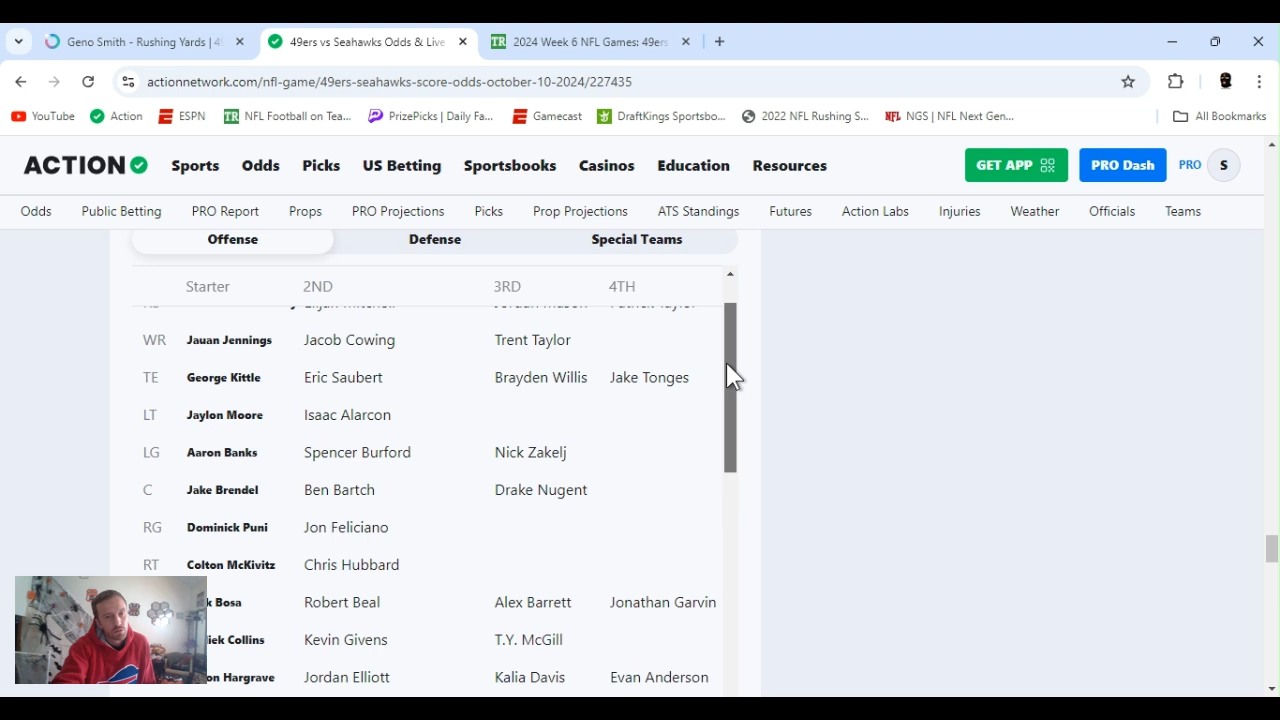 Geno Smith - Rushing Yards | 4
49ers vs Seahawks Odds & Live
2024 Week 6 NFL Games: 49ers
actionnetwork.com/nfl-game/49ers-seahawks-score-odds-october-10-2024/227435
YouTube Action ESPN NFL Football on Tea... PrizePicks | Daily Fa... Gamecast DraftKings Sportsbo... 2022 NFL Rushing S... NGS | NFL Next Gen... All Bookmarks
ACTION Sports Odds Picks US Betting Sportsbooks Casinos Education Resources GET APP PRO Dash PRO S
Odds Public Betting PRO Report Props PRO Projections Picks Prop Projections ATS Standings Futures Action Labs Injuries Weather Officials Teams
Offense Defense Special Teams
Starter 2ND 3RD 4TH
WR Jauan Jennings Jacob Cowing Trent Taylor
TE George Kittle Eric Saubert Brayden Willis Jake Tonges
LT Jaylon Moore Isaac Alarcon
LG Aaron Banks Spencer Burford Nick Zakelj
C Jake Brendel Ben Bartch Drake Nugent
RG Dominick Puni Jon Feliciano
RT Colton McKivitz Chris Hubbard
k Bosa Robert Beal Alex Barrett Jonathan Garvin
iek Collins Kevin Givens T.Y. McGill
on Hargrave Jordan Elliott Kalia Davis Evan Anderson